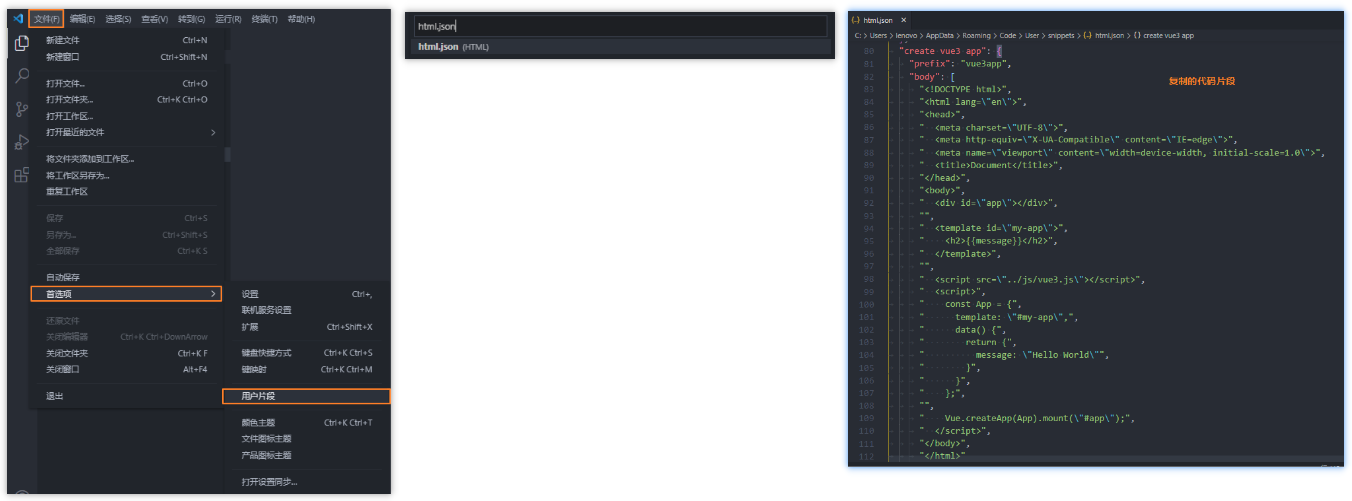 文件(F) 编辑(E) 选择(S) 查看(V) 转到(G) 运行(R) 终端(T) 帮助(H)
新建文件 Ctrl+N
新建窗口 Ctrl+Shift+N
打开文件... Ctrl+O
打开文件夹... Ctrl+K Ctrl+O
打开工作区...
打开最近的文件
将文件夹添加到工作区...
将工作区另存为...
重复工作区
保存 Ctrl+S
另存为... Ctrl+Shift+S
全部保存 Ctrl+K S
自动保存
首选项
还原文件
关闭编辑器 Ctrl+K Ctrl+DownArrow
关闭文件夹 Ctrl+K F
关闭窗口 Alt+F4
退出
设置 Ctrl+,
联机服务设置
扩展 Ctrl+Shift+X
键盘快捷方式 Ctrl+K Ctrl+S
键映射 Ctrl+K Ctrl+M
用户片段
颜色主题 Ctrl+K Ctrl+T
文件图标主题
产品图标主题
打开设置同步...
html.json
html.json (HTML)
html.json
C: > Users > lenovo > AppData > Roaming > Code > User > snippets > {..} html.json > {} create vue3 app
80 "create vue3 app": {
81 "prefix": "vue3app",
82 "body": [
复制的代码片段
83 "<!DOCTYPE html>",
84 "<html lang=\"en\">",
85 "<head>",
86 "  <meta charset=\"UTF-8\">",
87 "  <meta http-equiv=\"X-UA-Compatible\" content=\"IE=edge\">",
88 "  <meta name=\"viewport\" content=\"width=device-width, initial-scale=1.0\">",
89 "  <title>Document</title>",
90 "</head>",
91 "<body>",
92 "  <div id=\"app\"></div>",
93 "",
94 "  <template id=\"my-app\">",
95 "    <h2>{{message}}</h2>",
96 "  </template>",
97 "",
98 "  <script src=\"../js/vue3.js\"></script>",
99 "  <script>",
100 "    const App = {",
101 "      template: \"#my-app\",",
102 "      data() {",
103 "        return {",
104 "          message: \"Hello World\"",
105 "        }",
106 "      }",
107 "    };",
108 "",
109 "    Vue.createApp(App).mount(\"#app\");",
110 "  </script>",
111 "</body>",
112 "</html>"